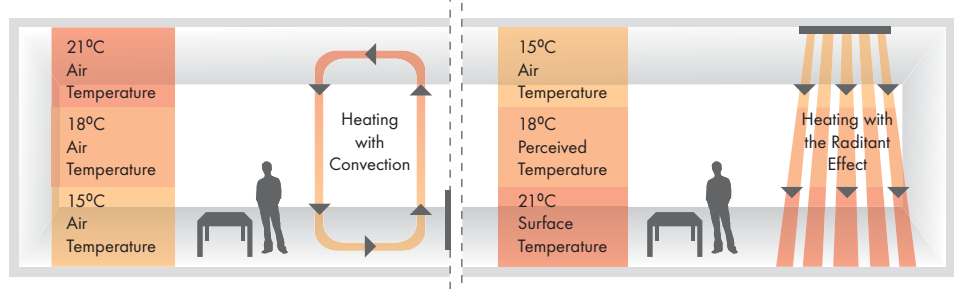 21ºC
Air
Temperature
18ºC
Air
Temperature
15ºC
Air
Temperature
Heating
with
Convection
15ºC
Air
Temperature
18ºC
Perceived
Temperature
21ºC
Surface
Temperature
Heating with
the Raditant
Effect